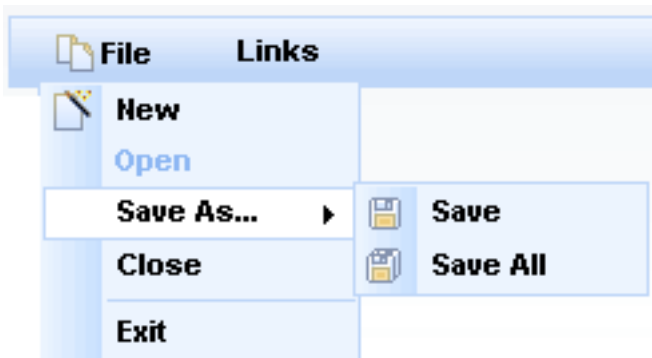 File Links
New
Open
Save As...
Save
Close
Save All
Exit